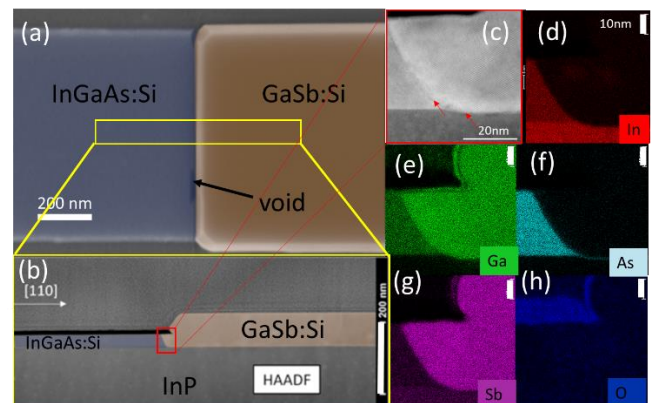 (a)
InGaAs:Si
GaSb:Si
void
200 nm
(b)
[110]
InGaAs:Si
GaSb:Si
InP
HAADF
200 nm
(c)
20nm
(d)
10nm
In
(e)
Ga
(f)
As
(g)
Sb
(h)
O